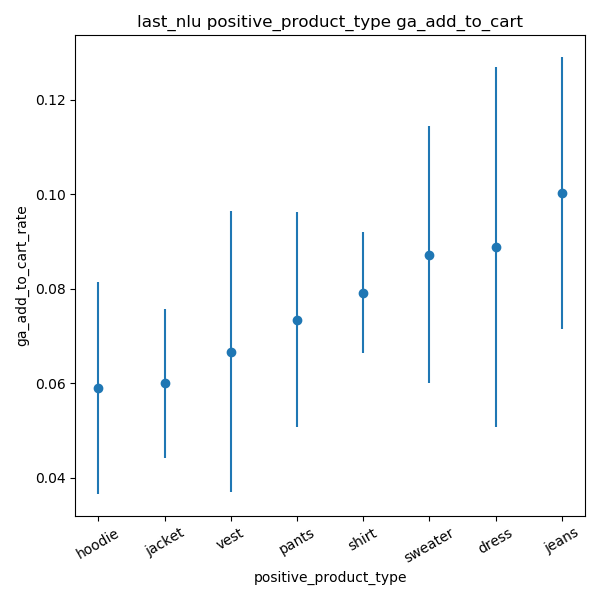 last_nlu positive_product_type ga_add_to_cart
ga_add_to_cart_rate
0.12
0.10
0.08
0.06
0.04
hoodie
jacket
vest
pants
shirt
sweater
dress
jeans
positive_product_type